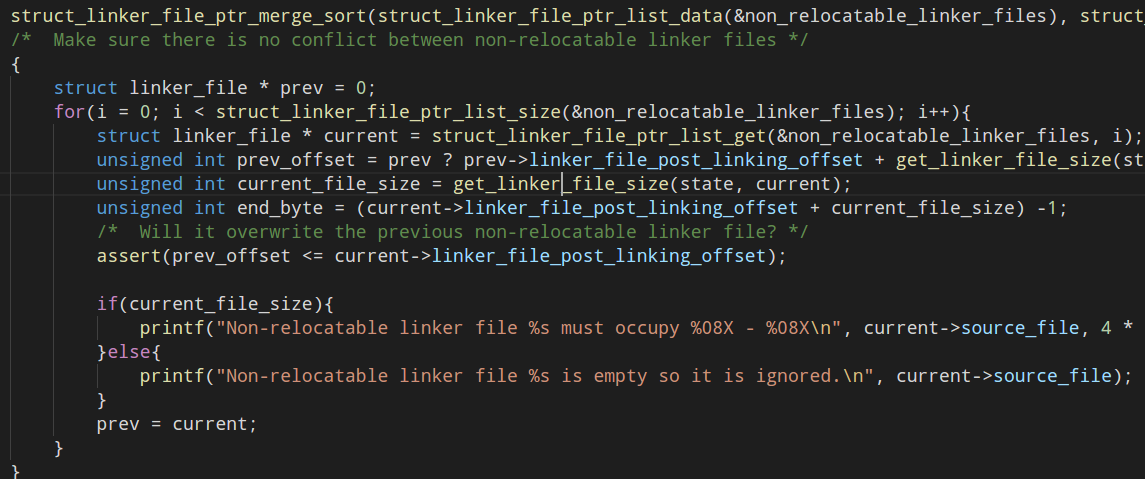 struct_linker_file_ptr_merge_sort(struct_linker_file_ptr_list_data(&non_relocatable_linker_files), struct_
/*  Make sure there is no conflict between non-relocatable linker files */
{
    struct linker_file * prev = 0;
    for(i = 0; i < struct_linker_file_ptr_list_size(&non_relocatable_linker_files); i++){
        struct linker_file * current = struct_linker_file_ptr_list_get(&non_relocatable_linker_files, i);
        unsigned int prev_offset = prev ? prev->linker_file_post_linking_offset + get_linker_file_size(st
        unsigned int current_file_size = get_linker_file_size(state, current);
        unsigned int end_byte = (current->linker_file_post_linking_offset + current_file_size) -1;
        /*  Will it overwrite the previous non-relocatable linker file? */
        assert(prev_offset <= current->linker_file_post_linking_offset);

        if(current_file_size){
            printf("Non-relocatable linker file %s must occupy %08X - %08X\n", current->source_file, 4 *
        }else{
            printf("Non-relocatable linker file %s is empty so it is ignored.\n", current->source_file);
        }
        prev = current;
    }
}